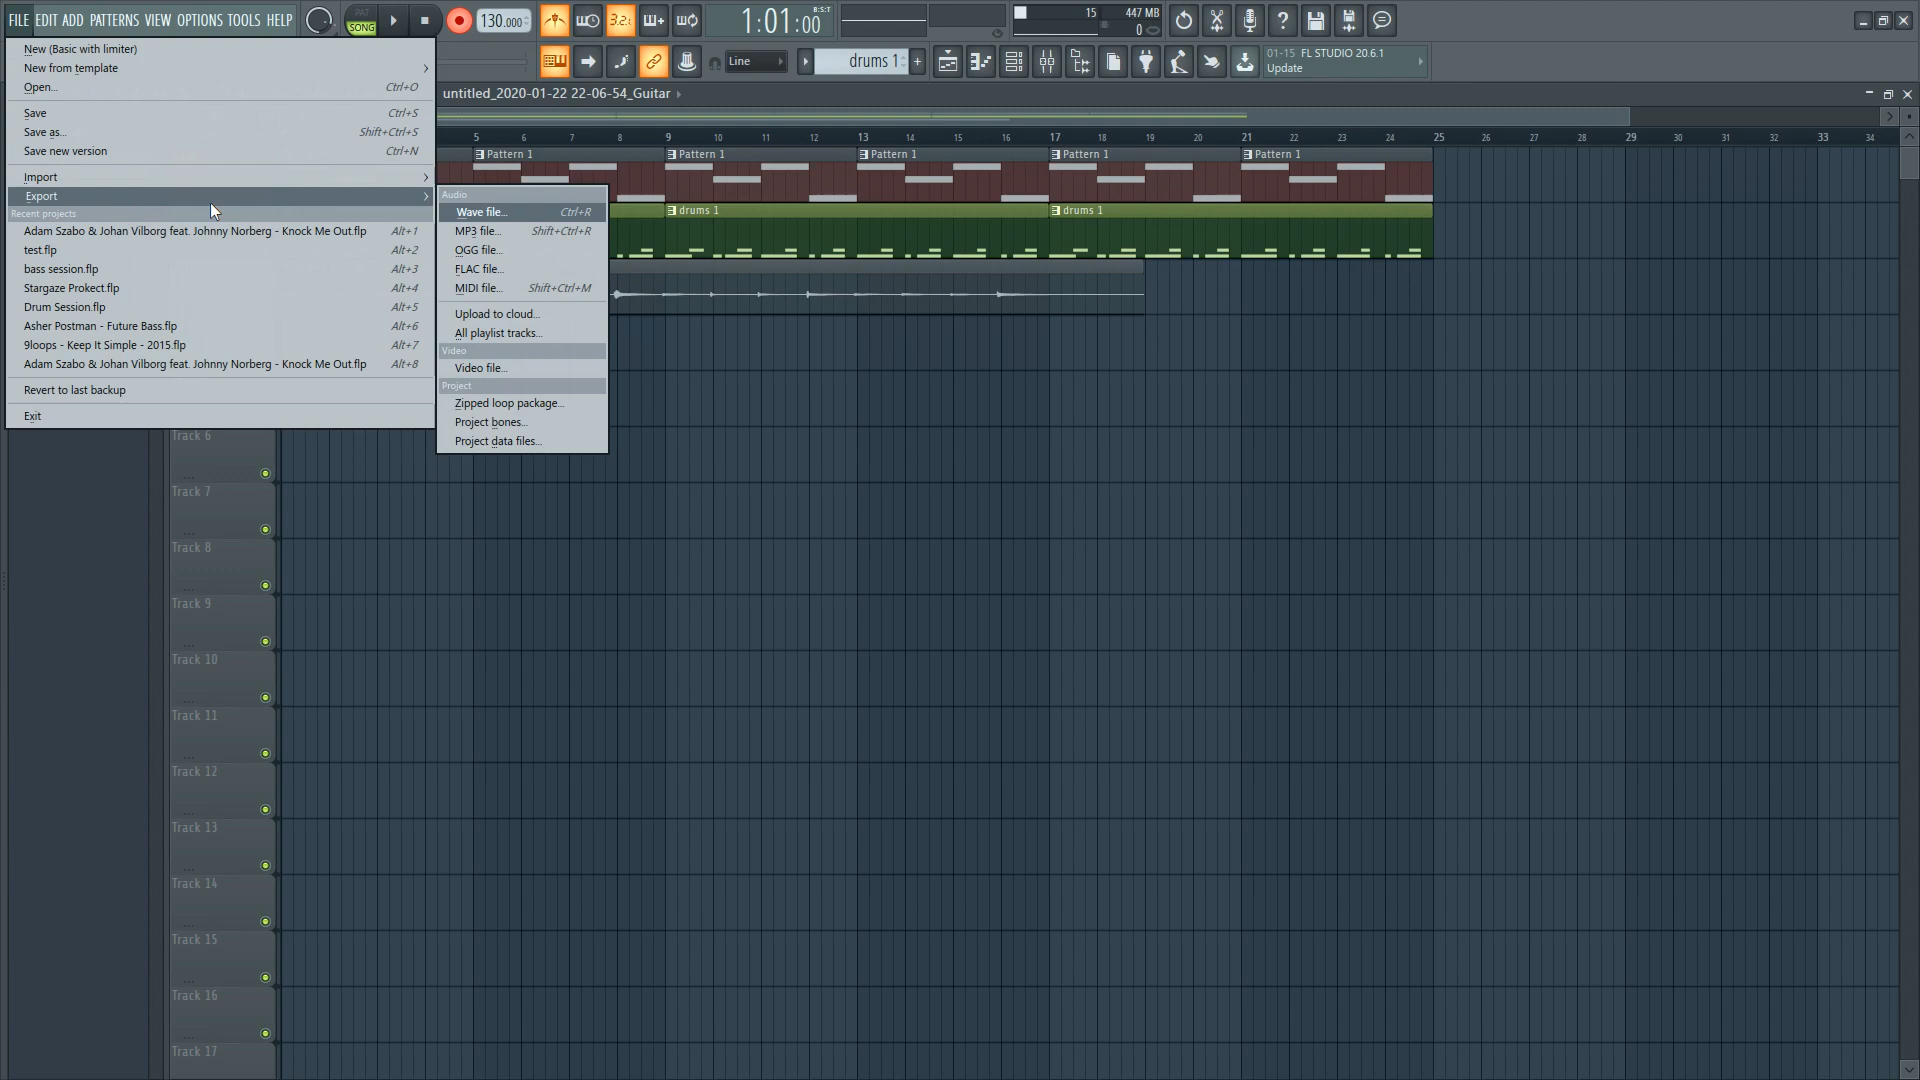 FILE EDIT ADD PATTERNS VIEW OPTIONS TOOLS HELP
PAT
SONG
130.000
3.2:
1:01:00
B:S:T
15
447 MB
0
Line
drums 1
01-15 FL STUDIO 20.6.1
Update
New (Basic with limiter)
New from template
Open... Ctrl+O
Save Ctrl+S
Save as... Shift+Ctrl+S
Save new version Ctrl+N
Import
Export
Recent projects
Adam Szabo & Johan Vilborg feat. Johnny Norberg - Knock Me Out.flp Alt+1
test.flp Alt+2
bass session.flp Alt+3
Stargaze Prokect.flp Alt+4
Drum Session.flp Alt+5
Asher Postman - Future Bass.flp Alt+6
9loops - Keep It Simple - 2015.flp Alt+7
Adam Szabo & Johan Vilborg feat. Johnny Norberg - Knock Me Out.flp Alt+8
Revert to last backup
Exit
Audio
Wave file... Ctrl+R
MP3 file... Shift+Ctrl+R
OGG file...
FLAC file...
MIDI file... Shift+Ctrl+M
Upload to cloud...
All playlist tracks...
Video
Video file...
Project
Zipped loop package...
Project bones...
Project data files...
untitled_2020-01-22 22-06-54_Guitar
5 6 7 8 9 10 11 12 13 14 15 16 17 18 19 20 21 22 23 24 25 26 27 28 29 30 31 32 33 34
Pattern 1 Pattern 1 Pattern 1 Pattern 1 Pattern 1
drums 1 drums 1
Track 6
Track 7
Track 8
Track 9
Track 10
Track 11
Track 12
Track 13
Track 14
Track 15
Track 16
Track 17